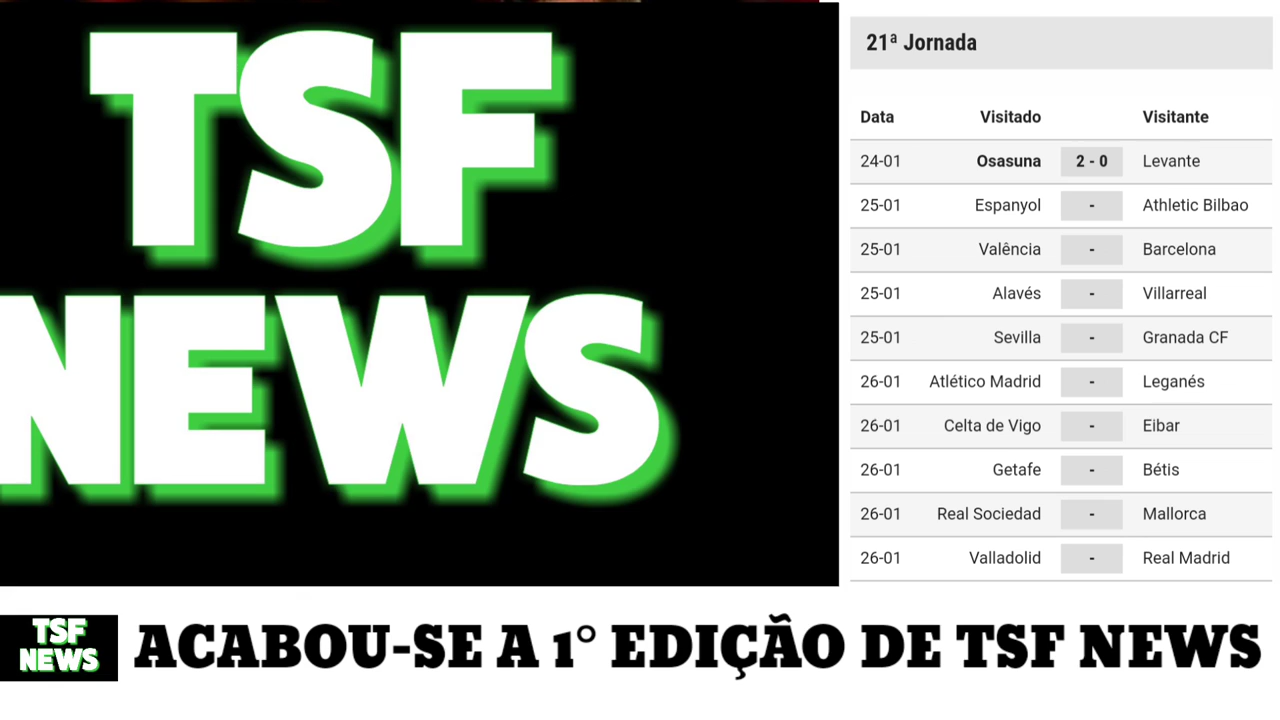 TSF
NEWS
21ª Jornada
Data Visitado Visitante
24-01 Osasuna 2 - 0 Levante
25-01 Espanyol - Athletic Bilbao
25-01 Valência - Barcelona
25-01 Alavés - Villarreal
25-01 Sevilla - Granada CF
26-01 Atlético Madrid - Leganés
26-01 Celta de Vigo - Eibar
26-01 Getafe - Bétis
26-01 Real Sociedad - Mallorca
26-01 Valladolid - Real Madrid
TSF
NEWS
ACABOU-SE A 1° EDIÇÃO DE TSF NEWS